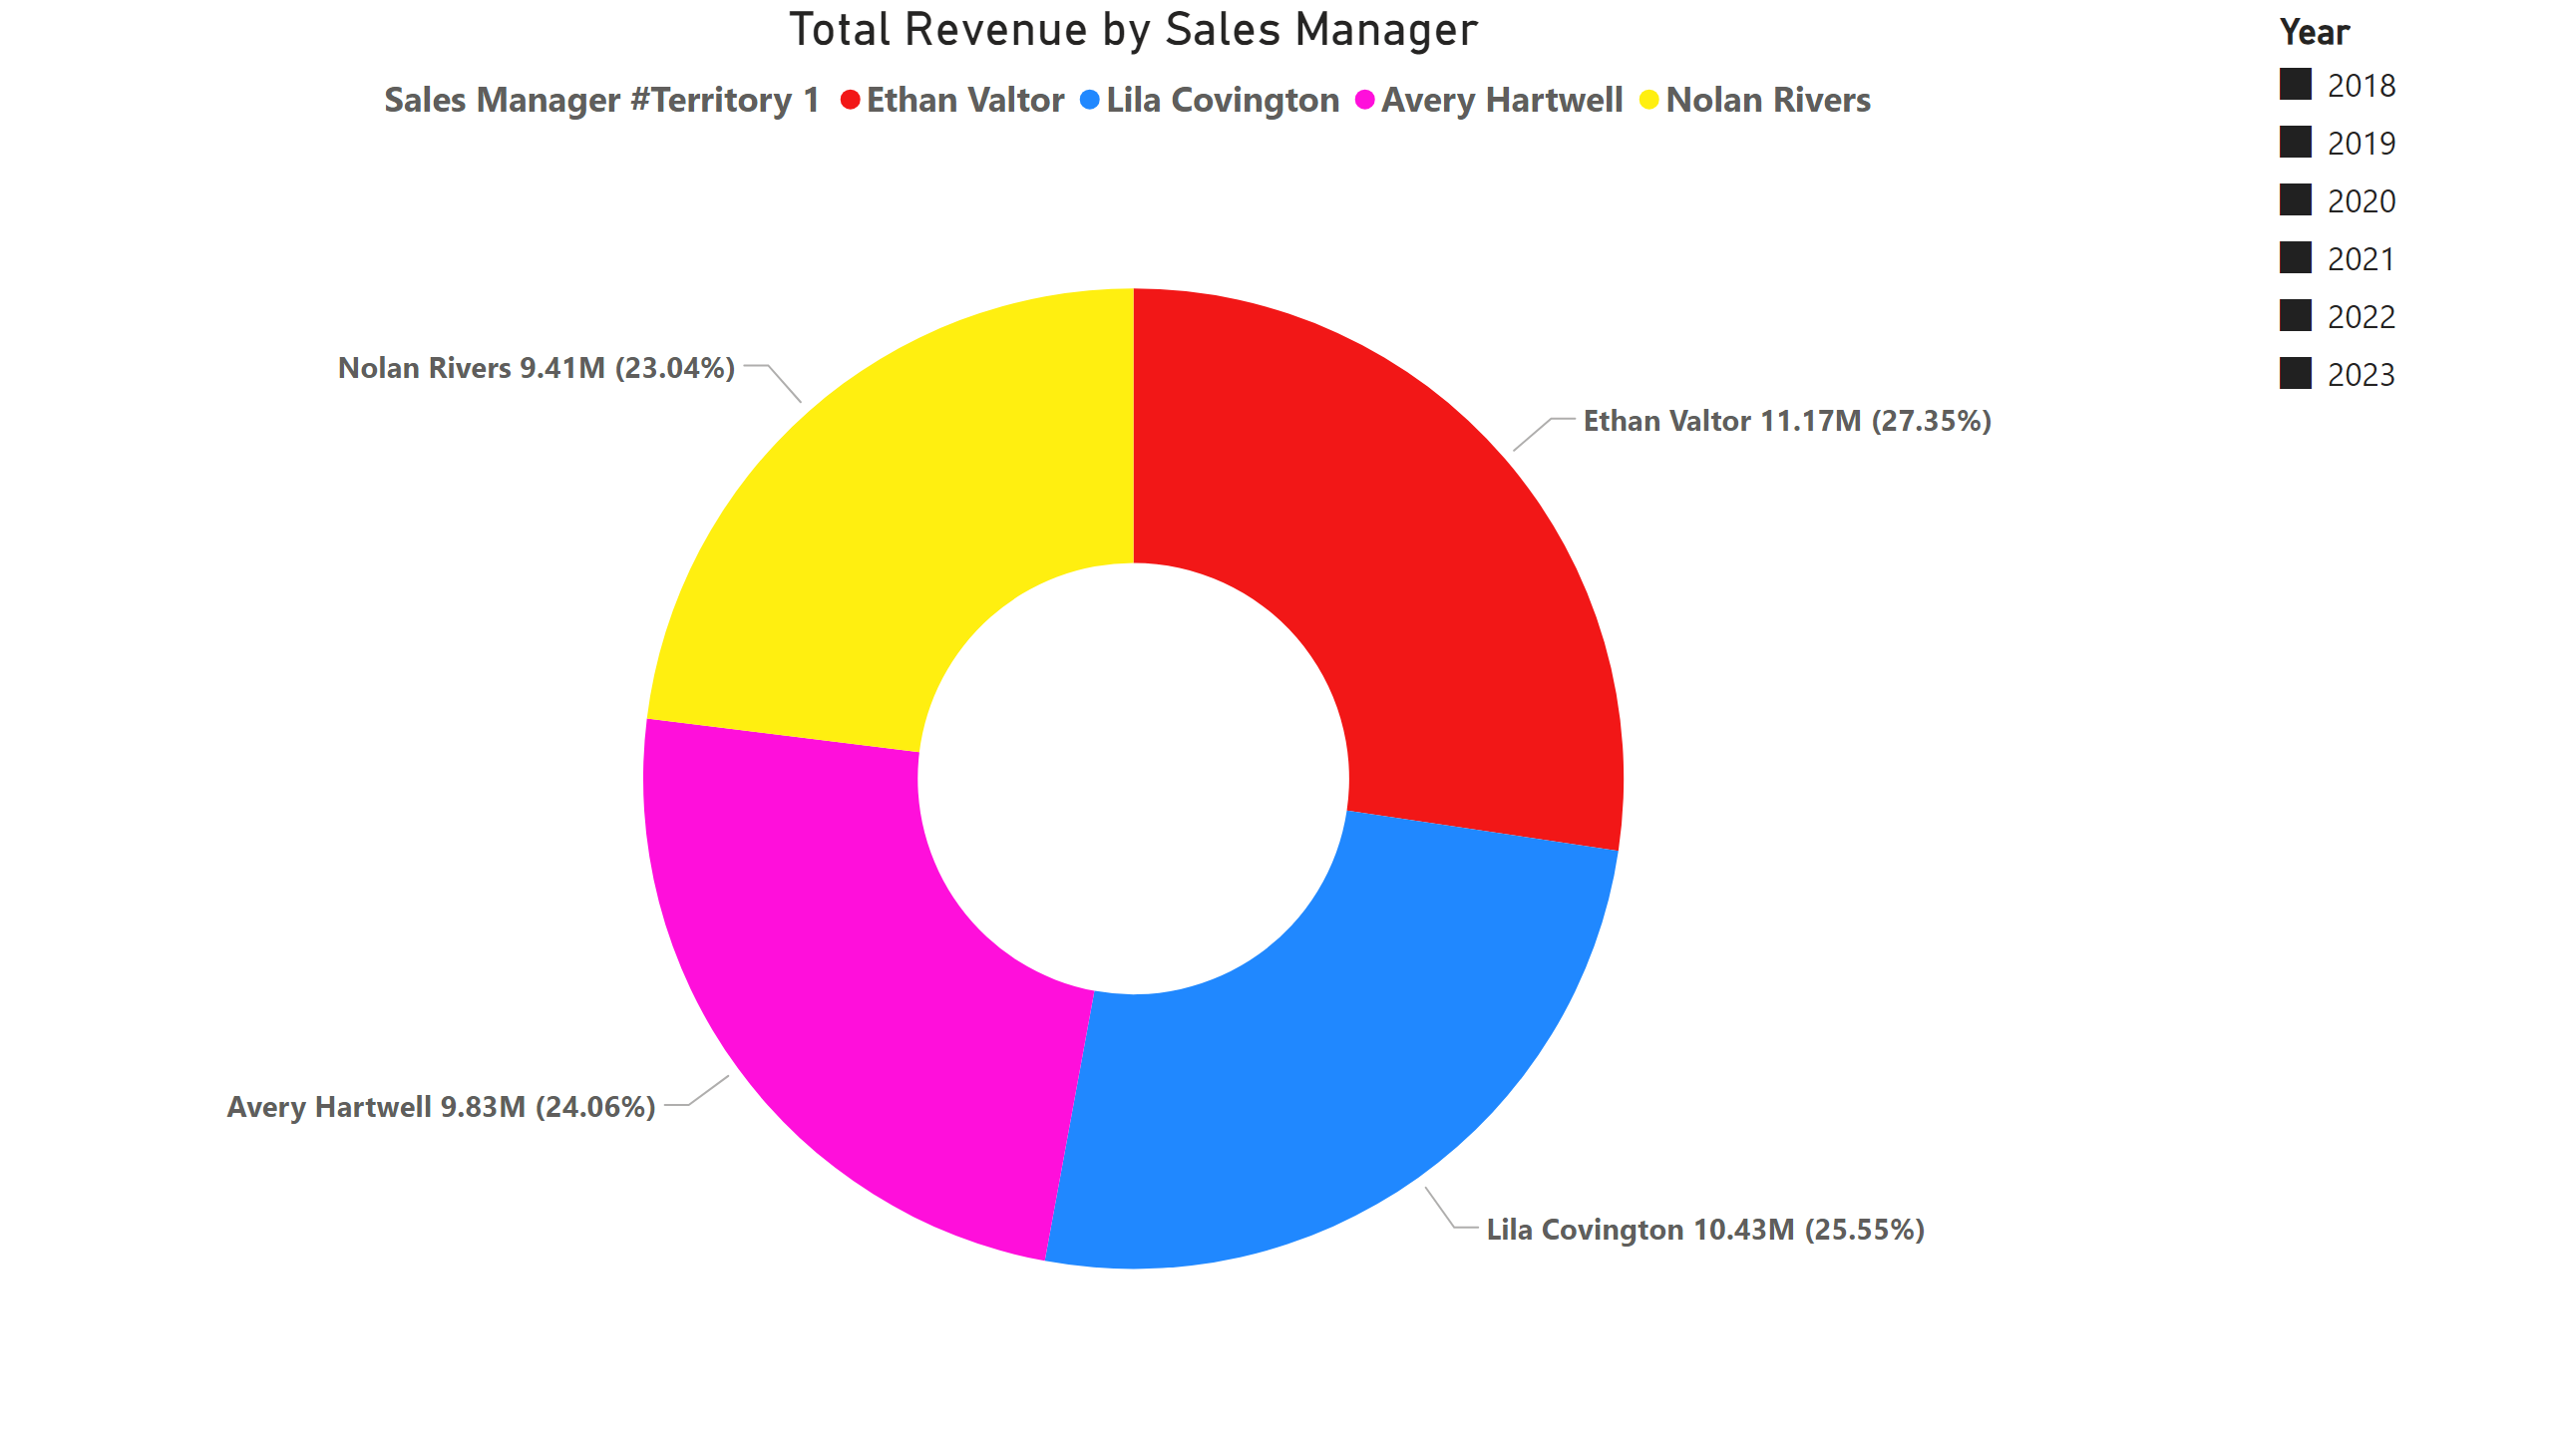 Total Revenue by Sales Manager
Sales Manager #Territory 1 Ethan Valtor Lila Covington Avery Hartwell Nolan Rivers
Nolan Rivers 9.41M (23.04%)
Ethan Valtor 11.17M (27.35%)
Avery Hartwell 9.83M (24.06%)
Lila Covington 10.43M (25.55%)
Year
2018
2019
2020
2021
2022
2023